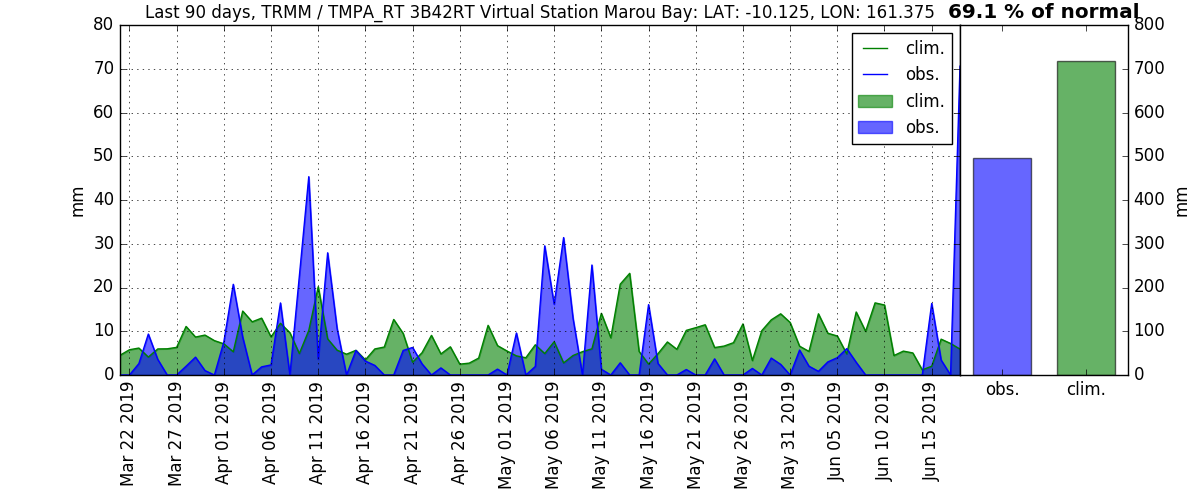 Last 90 days, TRMM / TMPA_RT 3B42RT Virtual Station Marou Bay: LAT: -10.125, LON: 161.375 69.1 % of normal
80
70
60
50
40
30
20
10
0
mm
clim.
obs.
clim.
obs.
800
700
600
500
400
300
200
100
0
mm
obs.
clim.
Mar 22 2019
Mar 27 2019
Apr 01 2019
Apr 06 2019
Apr 11 2019
Apr 16 2019
Apr 21 2019
Apr 26 2019
May 01 2019
May 06 2019
May 11 2019
May 16 2019
May 21 2019
May 26 2019
May 31 2019
Jun 05 2019
Jun 10 2019
Jun 15 2019